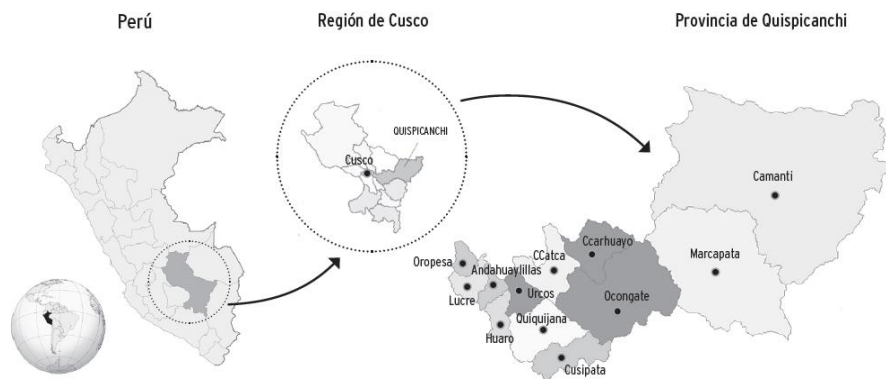 Perú
Región de Cusco
Provincia de Quispicanchi
QUISPICANCHI
Cusco
Camanti
Ccarhuayo
CCatca
Marcapata
Oropesa
Andahuaylillas
Urcos
Ocongate
Lucre
Quiquijana
Huaro
Cusipata